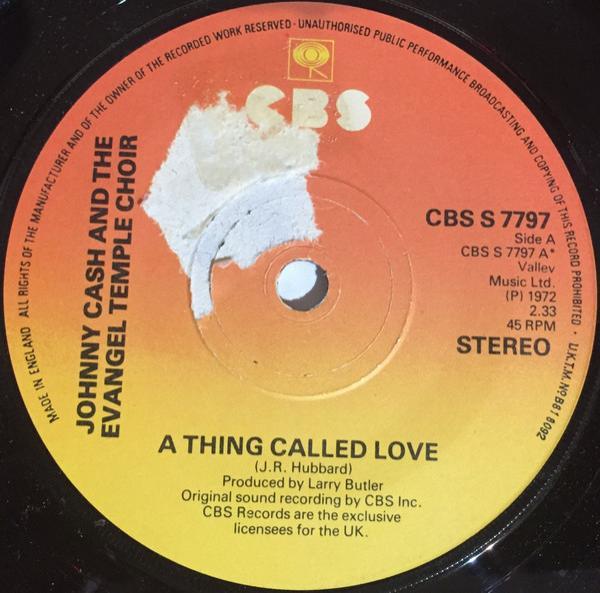 MADE IN ENGLAND ALL RIGHTS OF THE MANUFACTURER AND OF THE OWNER OF THE RECORDED WORK RESERVED · UNAUTHORISED PUBLIC PERFORMANCE BROADCASTING AND COPYING OF THIS RECORD PROHIBITED · U.K.T.M. Nº B 861 6092
CBS
JOHNNY CASH AND THE
EVANGEL TEMPLE CHOIR
CBS S 7797
Side A
CBS S 7797 A*
Valley
Music Ltd.
(P) 1972
2.33
45 RPM
STEREO
A THING CALLED LOVE
(J.R. Hubbard)
Produced by Larry Butler
Original sound recording by CBS Inc.
CBS Records are the exclusive
licensees for the UK.